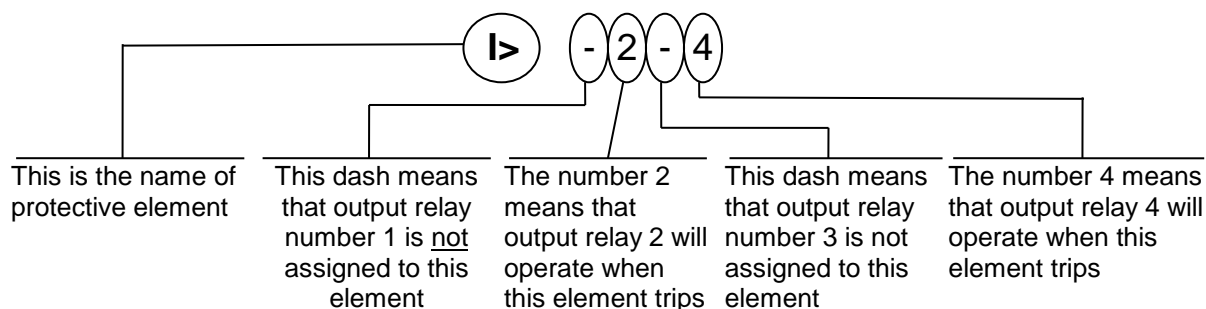 I> - 2 - 4
This is the name of
protective element
This dash means
that output relay
number 1 is not
assigned to this
element
The number 2
means that
output relay 2 will
operate when
this element trips
This dash means
that output relay
number 3 is not
assigned to this
element
The number 4 means
that output relay 4 will
operate when this
element trips